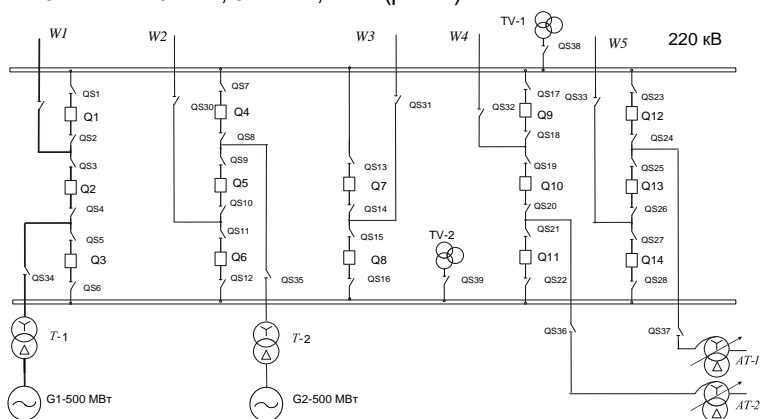 TV-1
W1
W2
W3
W4
QS38
W5
220 кВ
QS1
QS7
QS17
QS23
QS30
QS31
QS32
QS33
Q1
Q4
Q9
Q12
QS2
QS8
QS18
QS24
QS3
QS9
QS13
QS19
QS25
Q2
Q5
Q7
Q10
Q13
QS4
QS10
QS14
QS20
QS26
QS5
QS11
QS15
TV-2
QS21
QS27
Q3
Q6
Q8
Q11
Q14
QS34
QS6
QS12
QS35
QS16
QS39
QS22
QS28
T-1
T-2
QS36
QS37
AT-1
G1-500 МВт
G2-500 МВт
AT-2